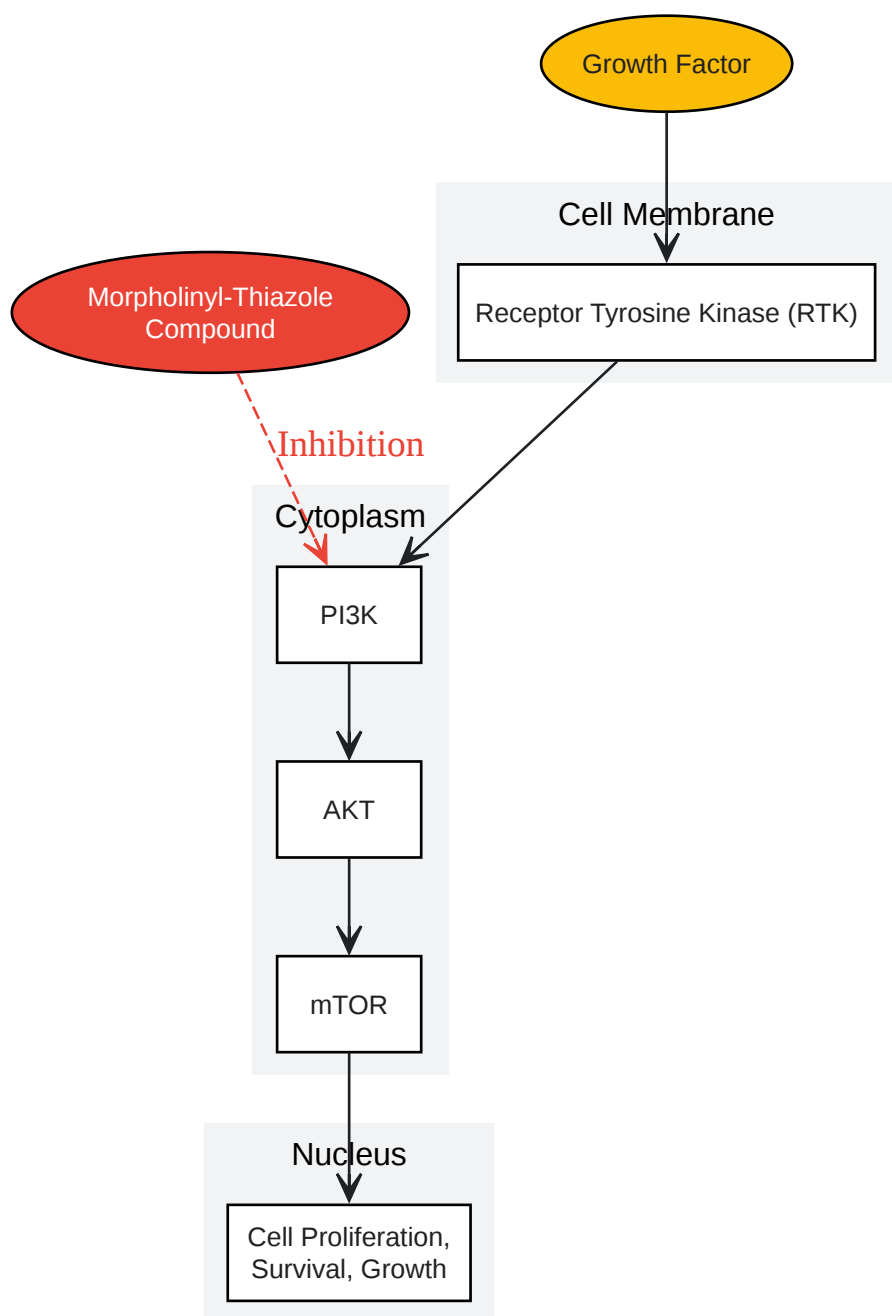 Growth Factor
Cell Membrane
Receptor Tyrosine Kinase (RTK)
Morpholinyl-Thiazole
Compound
Inhibition
Cytoplasm
PI3K
AKT
mTOR
Nucleus
Cell Proliferation,
Survival, Growth